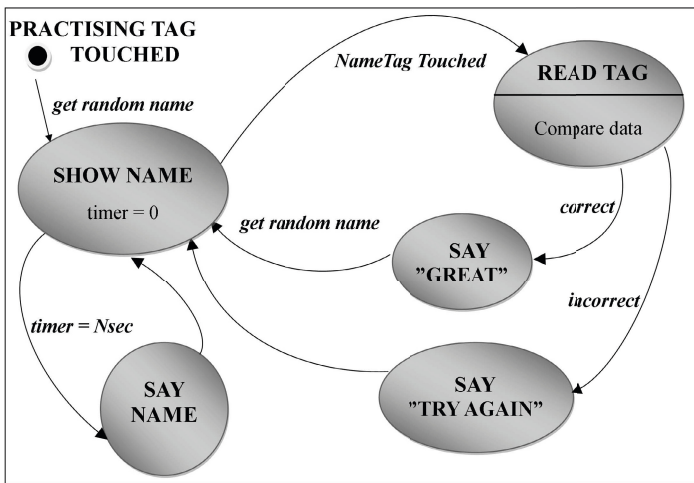 PRACTISING TAG
TOUCHED
get random name
SHOW NAME
timer = 0
NameTag Touched
READ TAG
Compare data
correct
incorrect
get random name
SAY
”GREAT”
SAY
”TRY AGAIN”
timer = Nsec
SAY
NAME